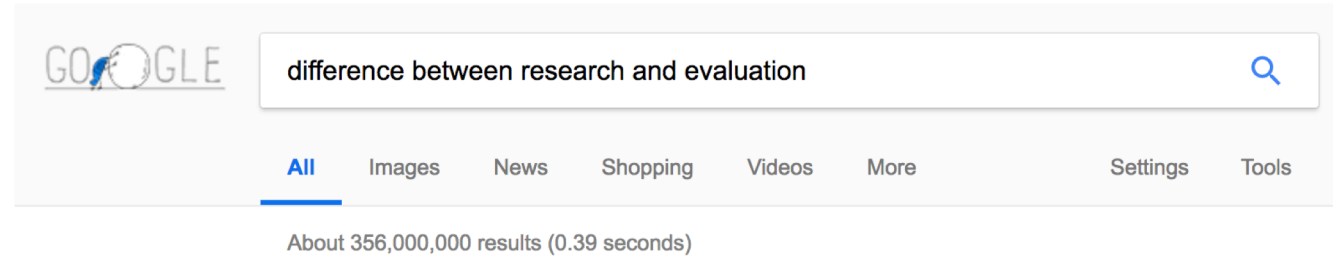 GOOGLE
difference between research and evaluation
All Images News Shopping Videos More Settings Tools
About 356,000,000 results (0.39 seconds)